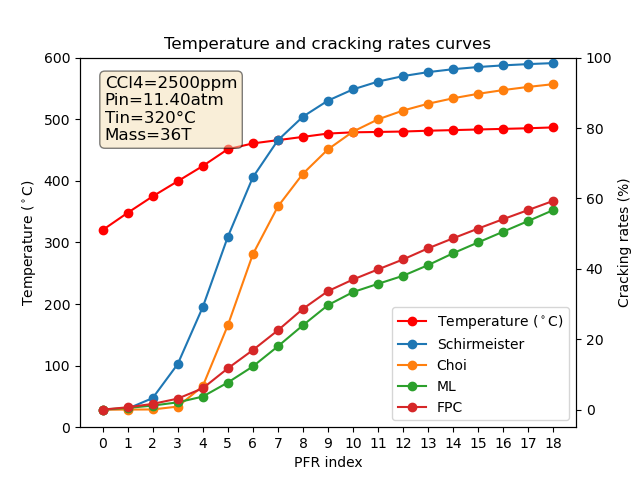 Temperature and cracking rates curves
CCl4=2500ppm
Pin=11.40atm
Tin=320°C
Mass=36T
600
500
400
300
200
100
0
Temperature (°C)
100
80
60
40
20
0
Cracking rates (%)
Temperature (°C)
Schirmeister
Choi
ML
FPC
0 1 2 3 4 5 6 7 8 9 10 11 12 13 14 15 16 17 18
PFR index